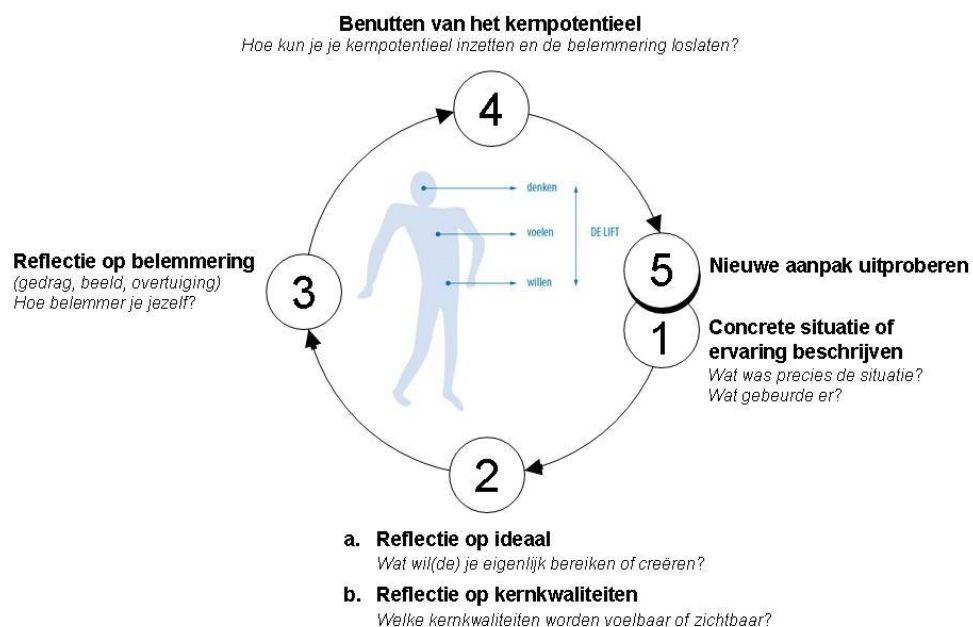 Benutten van het kernpotentieel
Hoe kun je je kernpotentieel inzetten en de belemmering loslaten?
4
denken
voelen
DE LIFT
willen
Reflectie op belemmering
(gedrag, beeld, overtuiging)
Hoe belemmer je jezelf?
3
5
Nieuwe aanpak uitproberen
1
Concrete situatie of
ervaring beschrijven
Wat was precies de situatie?
Wat gebeurde er?
2
a. Reflectie op ideaal
Wat wil(de) je eigenlijk bereiken of creëren?
b. Reflectie op kernkwaliteiten
Welke kernkwaliteiten worden voelbaar of zichtbaar?